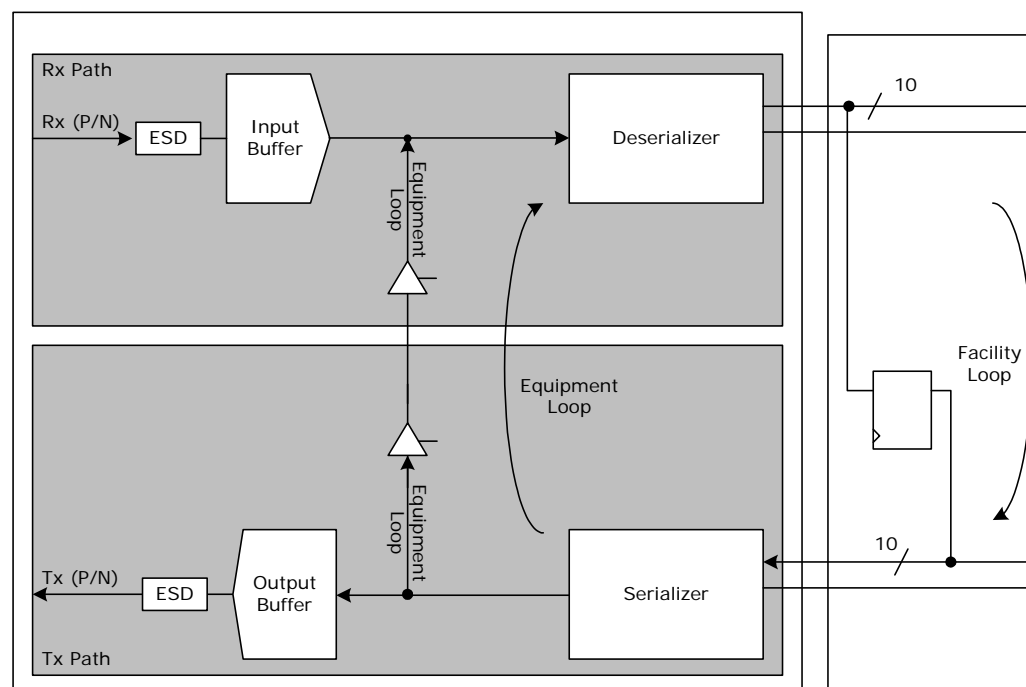 Rx Path
Rx (P/N)
ESD
Input
Buffer
Deserializer
10
Equipment
Loop
Equipment
Loop
Facility
Loop
Equipment
Loop
10
Tx (P/N)
ESD
Output
Buffer
Serializer
Tx Path